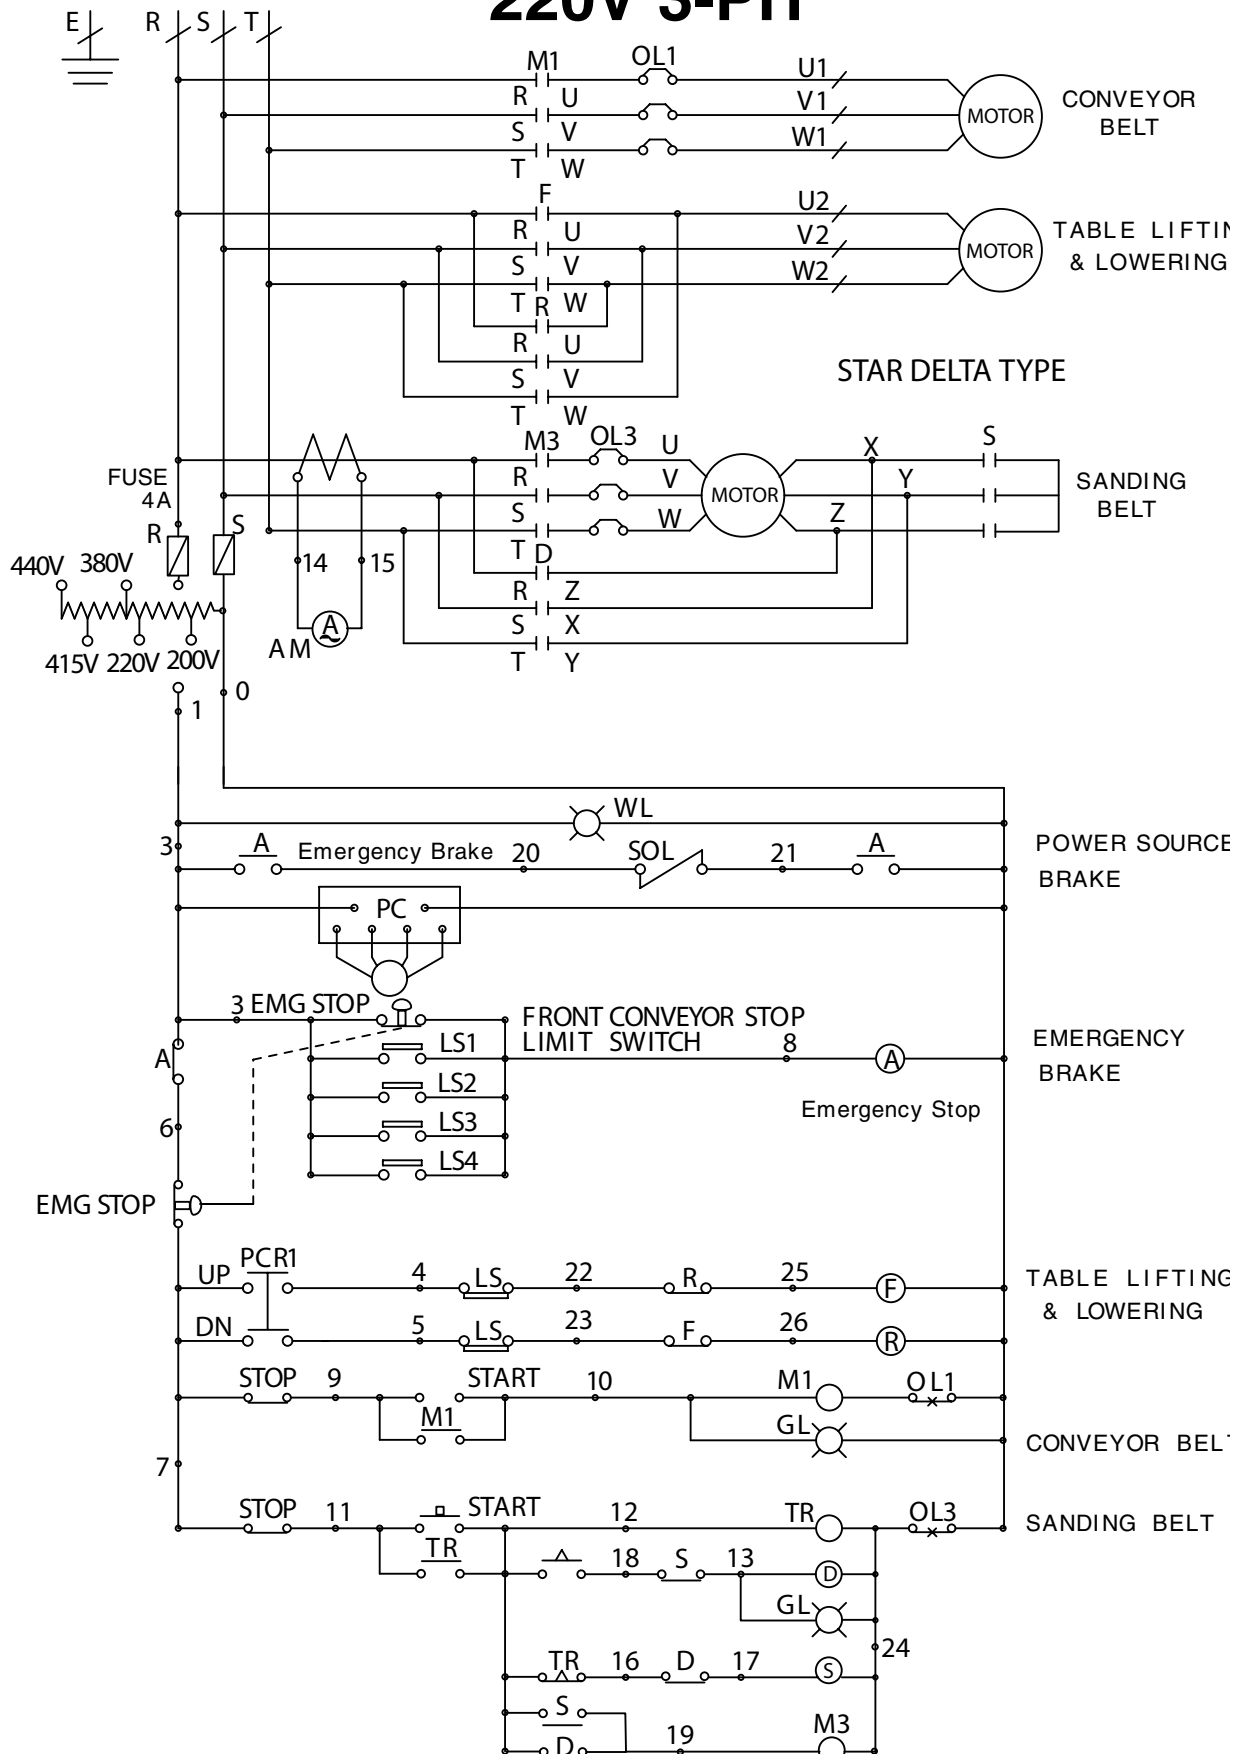 220V 3-PH
E R S T
M1 OL1 U1
R U V1
S V W1
T W
MOTOR
CONVEYOR
BELT
F U2
R U V2
S V W2
T R W
R U
S V
T W
MOTOR
TABLE LIFTIN
& LOWERING
STAR DELTA TYPE
M3 OL3 U X S
R V Y
S W Z
T D
R Z
S X
T Y
MOTOR
SANDING
BELT
FUSE
4A
R S
440V 380V
415V 220V 200V
14 15
A
AM
1 0
WL
3 A Emergency Brake 20 SOL 21 A
POWER SOURCE
BRAKE
PC
3 EMG STOP
FRONT CONVEYOR STOP
LIMIT SWITCH
LS1 8 A
A
LS2
LS3
LS4
Emergency Stop
EMERGENCY
BRAKE
6
EMG STOP
UP PCR1 4 LS 22 R 25 F
DN 5 LS 23 F 26 R
TABLE LIFTING
& LOWERING
STOP 9 START 10 M1 OL1
M1 GL
CONVEYOR BEL
7
STOP 11 START 12 TR OL3
SANDING BELT
TR 18 S 13 D
GL
24
TR 16 D 17 S
S
D 19 M3